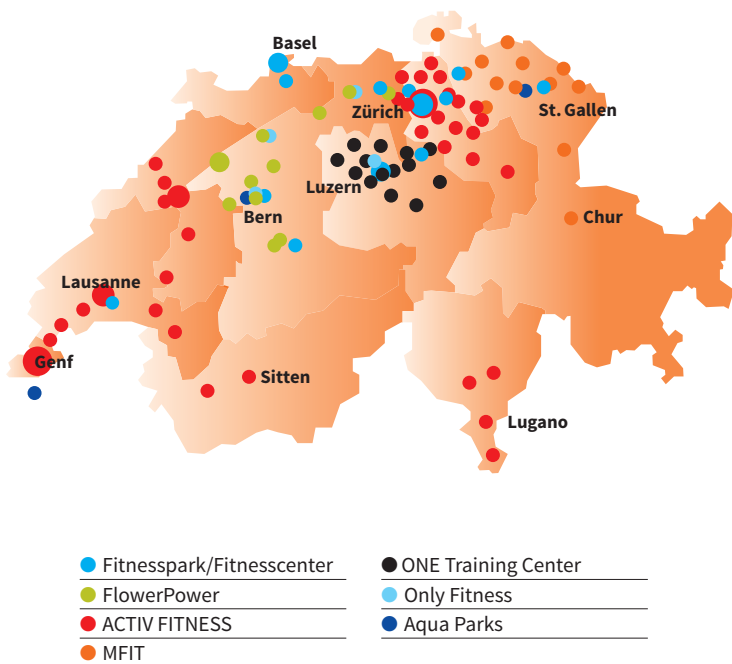 Basel
Zürich
St. Gallen
Luzern
Bern
Chur
Lausanne
Genf
Sitten
Lugano
Fitnesspark/Fitnesscenter
FlowerPower
ACTIV FITNESS
MFIT
ONE Training Center
Only Fitness
Aqua Parks